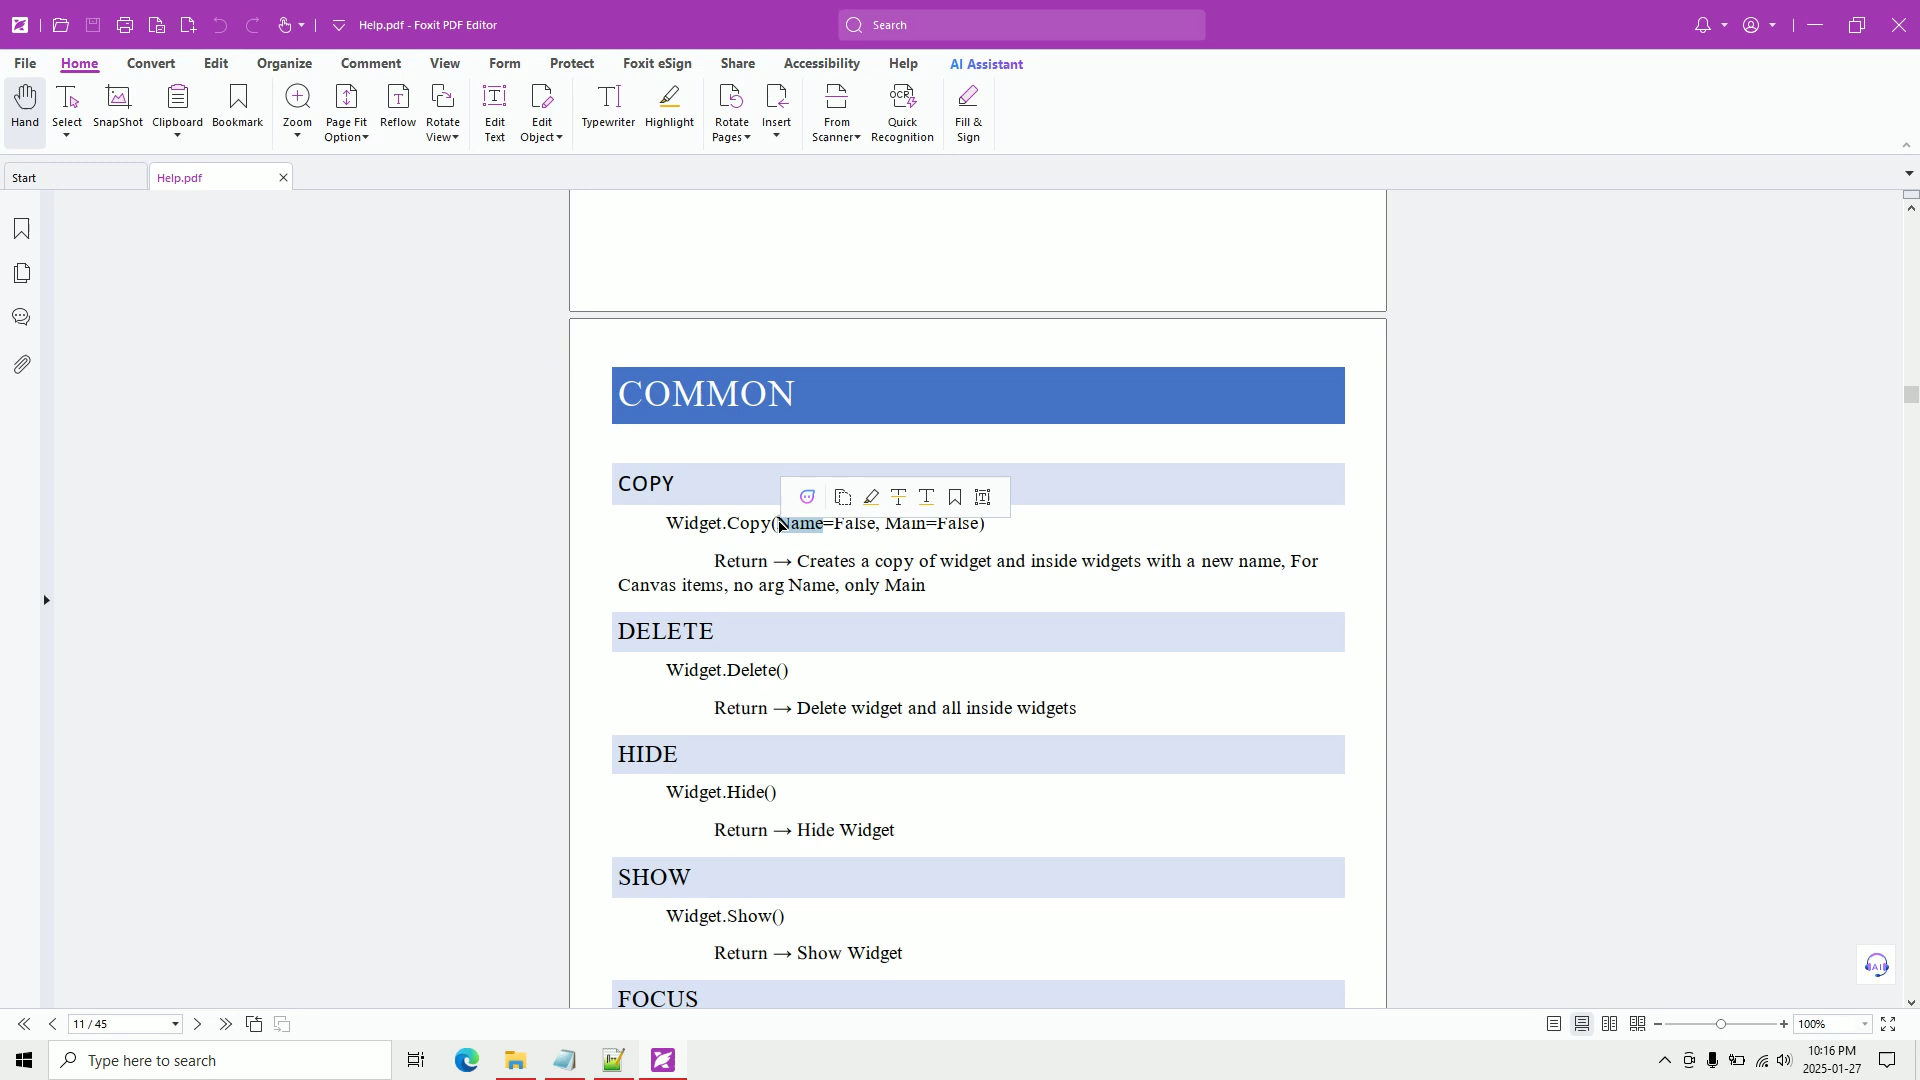 Help.pdf - Foxit PDF Editor
Search
File Home Convert Edit Organize Comment View Form Protect Foxit eSign Share Accessibility Help AI Assistant
Hand Select SnapShot Clipboard Bookmark Zoom Page Fit Option Reflow Rotate View Edit Text Edit Object Typewriter Highlight Rotate Pages Insert From Scanner Quick Recognition Fill & Sign
Start Help.pdf
COMMON
COPY
Widget.Copy(Name=False, Main=False)
Return → Creates a copy of widget and inside widgets with a new name, For
Canvas items, no arg Name, only Main
DELETE
Widget.Delete()
Return → Delete widget and all inside widgets
HIDE
Widget.Hide()
Return → Hide Widget
SHOW
Widget.Show()
Return → Show Widget
FOCUS
AI
11 / 45
100%
Type here to search
10:16 PM
2025-01-27